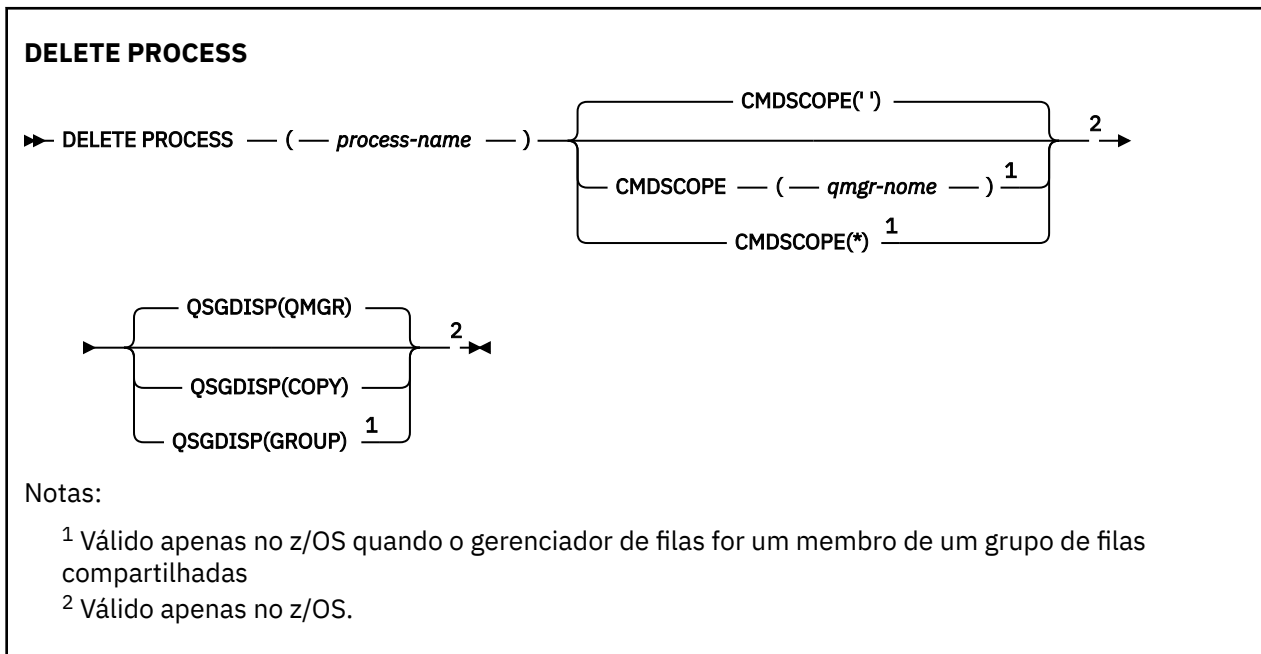 DELETE PROCESS
CMDSCOPE(' ')
DELETE PROCESS ( process-name ) 2
CMDSCOPE ( qmgr-nome ) 1
CMDSCOPE(*) 1
QSGDISP(QMGR)
2
QSGDISP(COPY)
QSGDISP(GROUP) 1
Notas:
1 Válido apenas no z/OS quando o gerenciador de filas for um membro de um grupo de filas
compartilhadas
2 Válido apenas no z/OS.